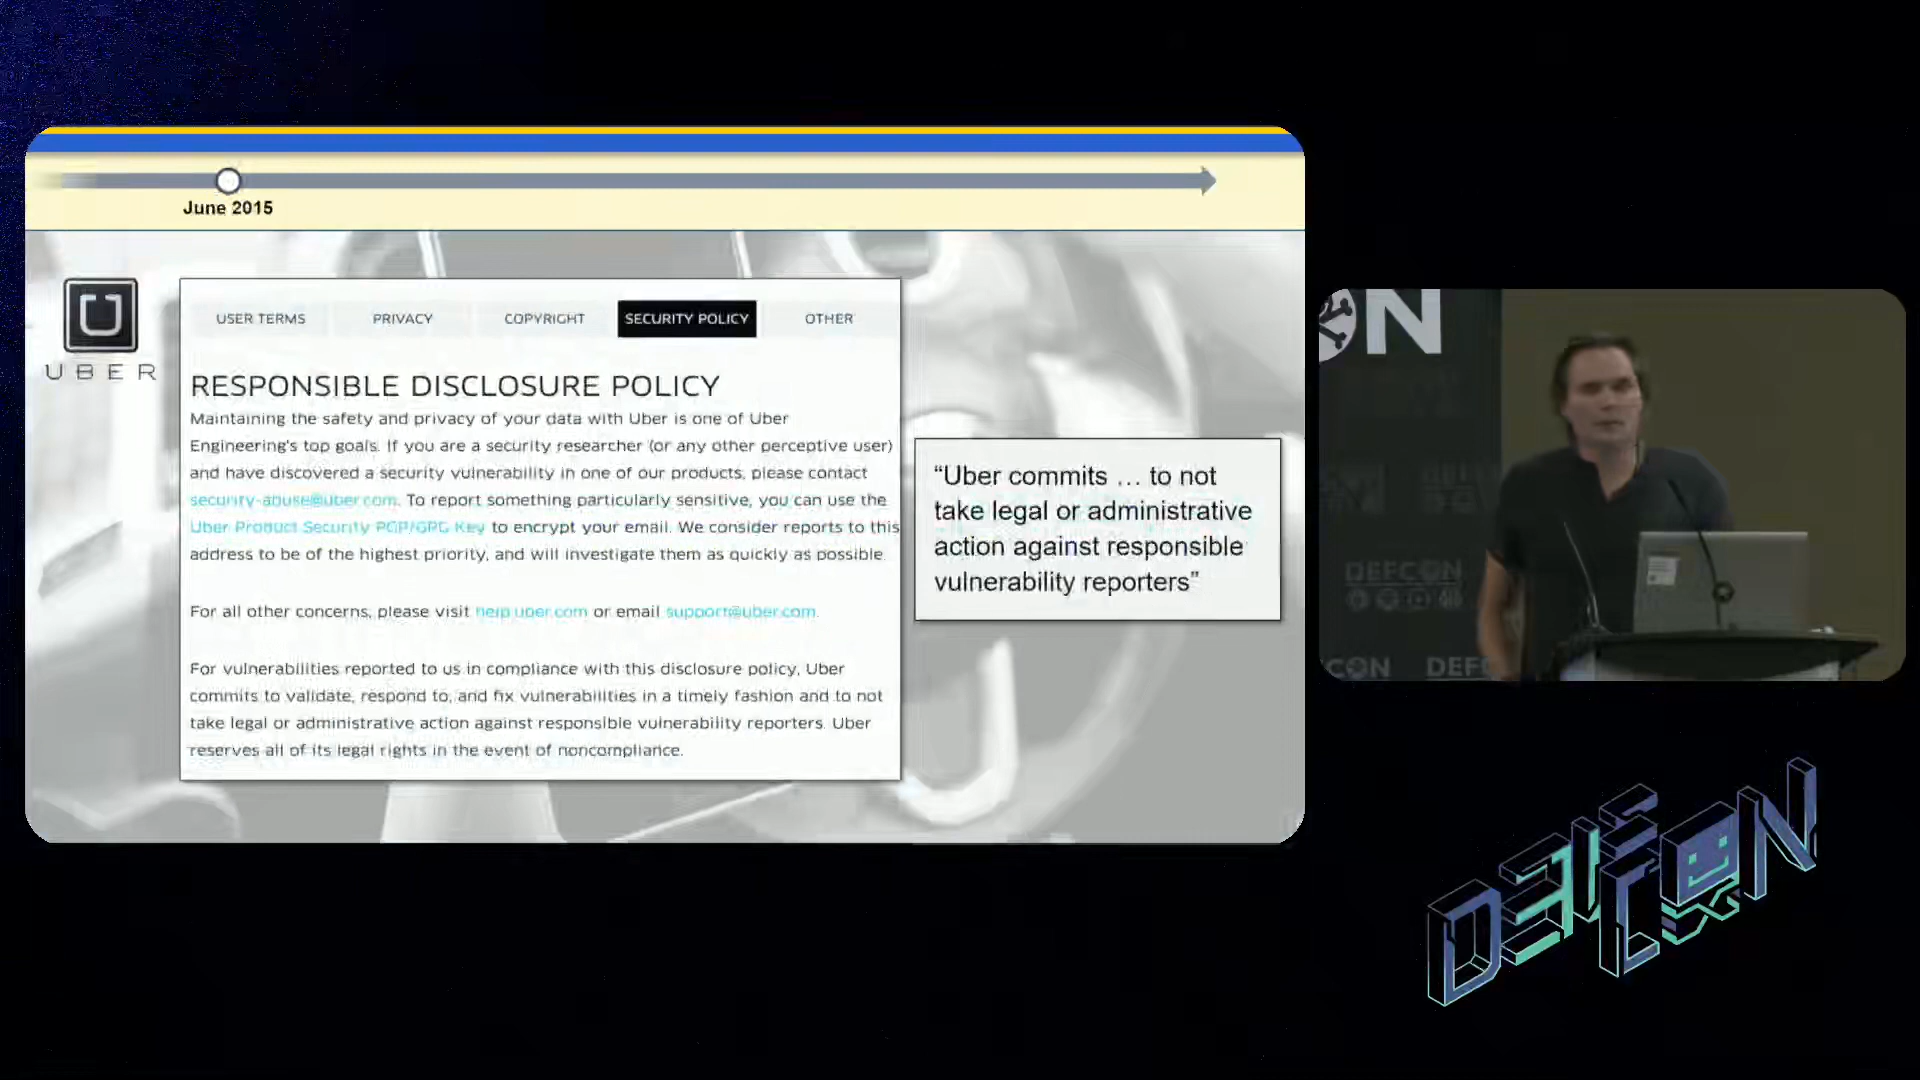 June 2015
UBER
USER TERMS PRIVACY COPYRIGHT SECURITY POLICY OTHER
RESPONSIBLE DISCLOSURE POLICY
Maintaining the safety and privacy of your data with Uber is one of Uber
Engineering's top goals. If you are a security researcher (or any other perceptive user)
and have discovered a security vulnerability in one of our products, please contact
security-abuse@uber.com. To report something particularly sensitive, you can use the
Uber Product Security PGP/GPG Key to encrypt your email. We consider reports to this
address to be of the highest priority, and will investigate them as quickly as possible.
For all other concerns, please visit help.uber.com or email support@uber.com.
For vulnerabilities reported to us in compliance with this disclosure policy, Uber
commits to validate, respond to, and fix vulnerabilities in a timely fashion and to not
take legal or administrative action against responsible vulnerability reporters. Uber
reserves all of its legal rights in the event of noncompliance.
“Uber commits … to not
take legal or administrative
action against responsible
vulnerability reporters”
ON
DEFCON
CON
DEFC
DEFCON